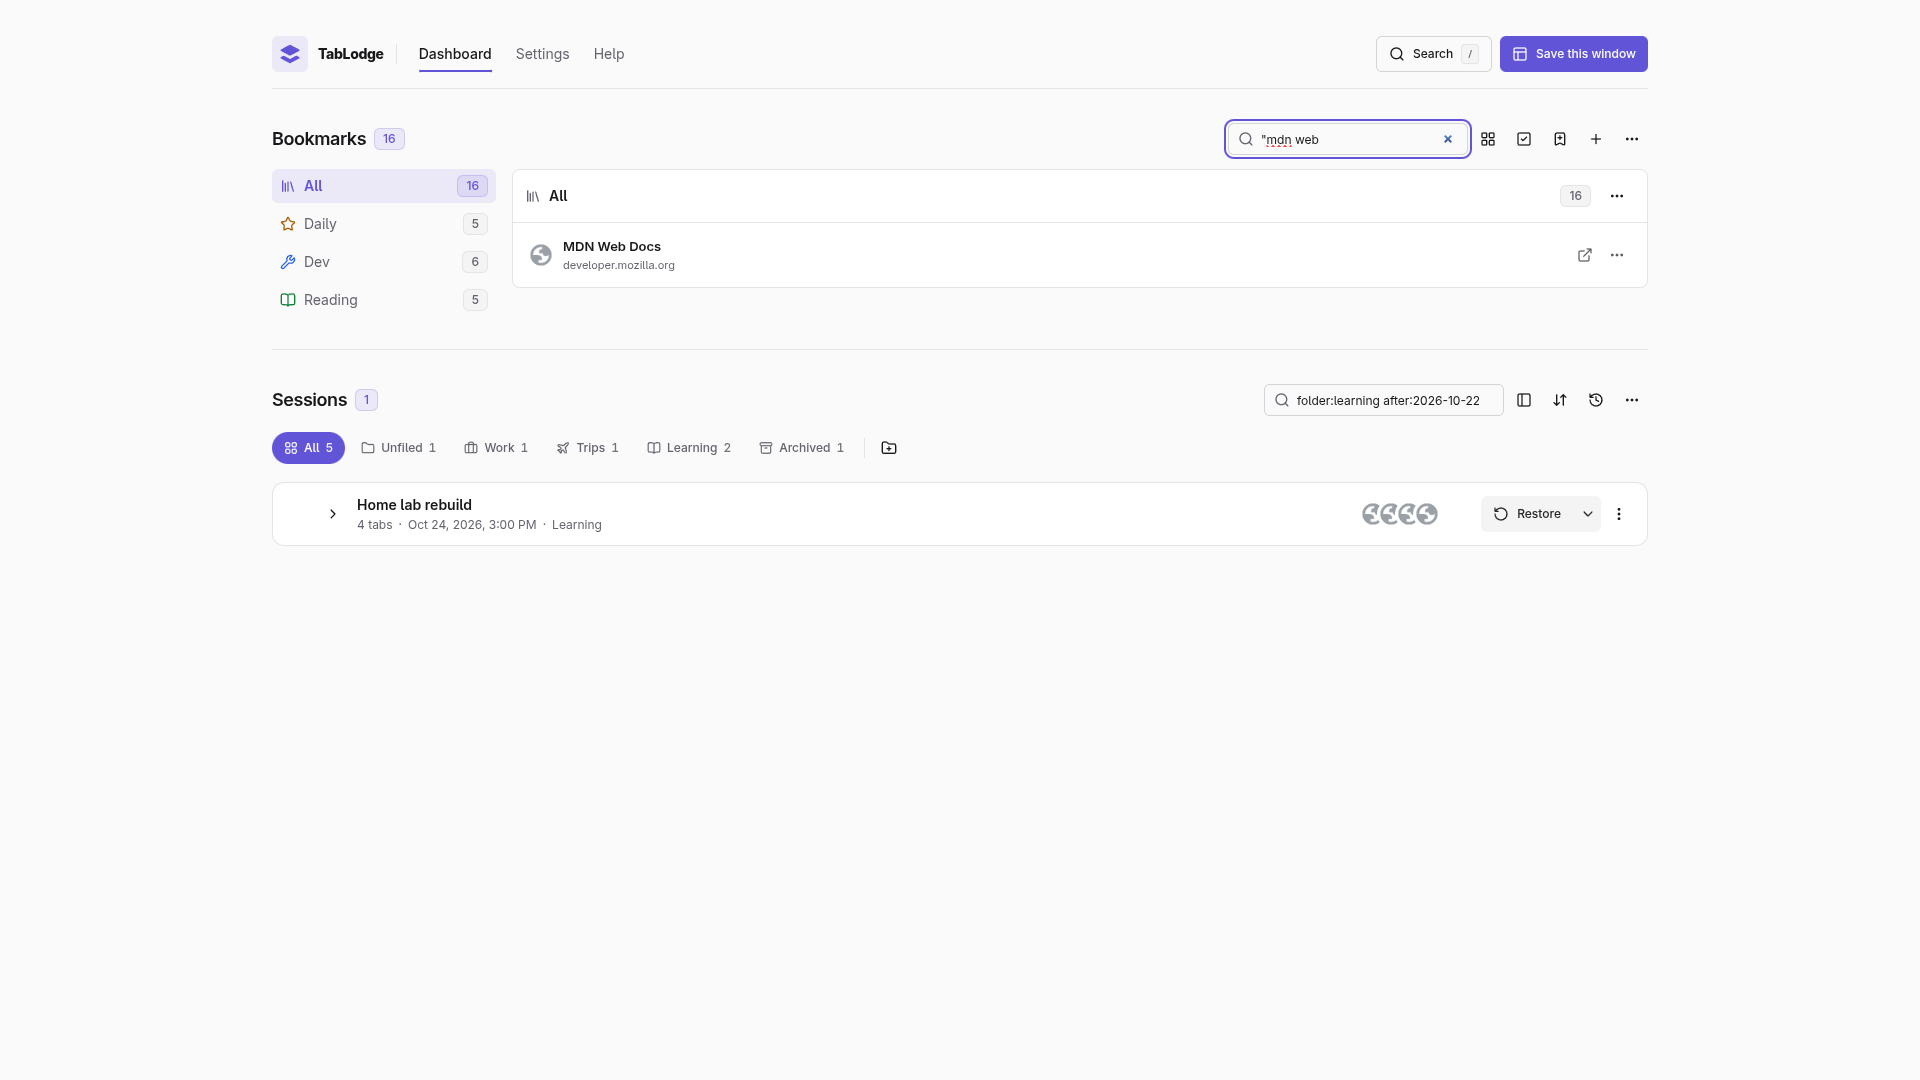 TabLodge
Dashboard
Settings
Help
Search /
Save this window
Bookmarks 16
"mdn web
All 16
Daily 5
Dev 6
Reading 5
All 16
MDN Web Docs
developer.mozilla.org
Sessions 1
folder:learning after:2026-10-22
All 5
Unfiled 1
Work 1
Trips 1
Learning 2
Archived 1
Home lab rebuild
4 tabs · Oct 24, 2026, 3:00 PM · Learning
Restore